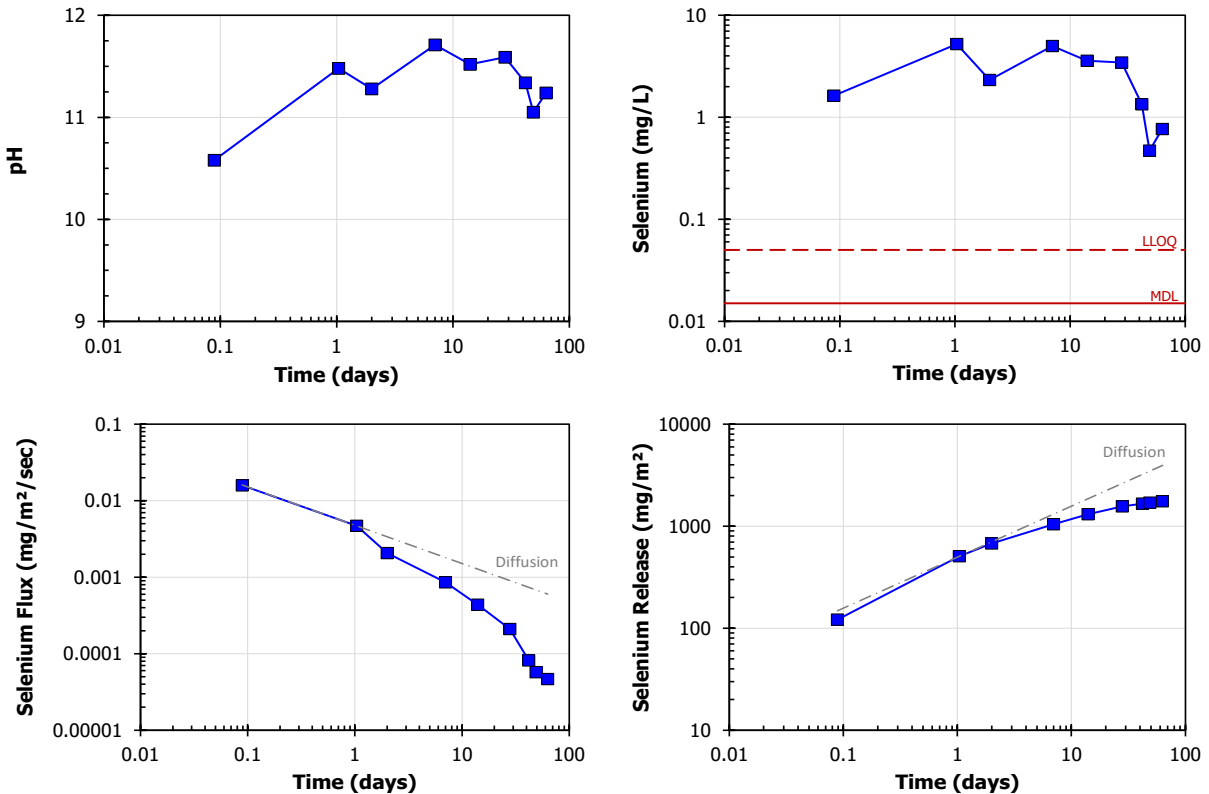 pH
12
11
10
9
0.01 0.1 1 10 100
Time (days)
Selenium (mg/L)
10
1
0.1
0.01
LLOQ
MDL
0.01 0.1 1 10 100
Time (days)
Selenium Flux (mg/m²/sec)
0.1
0.01
0.001
0.0001
0.00001
Diffusion
0.01 0.1 1 10 100
Time (days)
Selenium Release (mg/m²)
10000
1000
100
10
Diffusion
0.01 0.1 1 10 100
Time (days)